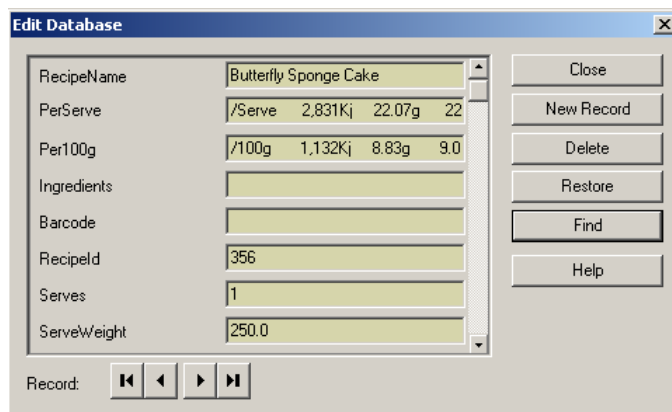 Edit Database
RecipeName Butterfly Sponge Cake
PerServe /Serve 2,831Kj 22.07g 22
Per100g /100g 1,132Kj 8.83g 9.0
Ingredients
Barcode
RecipeId 356
Serves 1
ServeWeight 250.0
Close
New Record
Delete
Restore
Find
Help
Record: